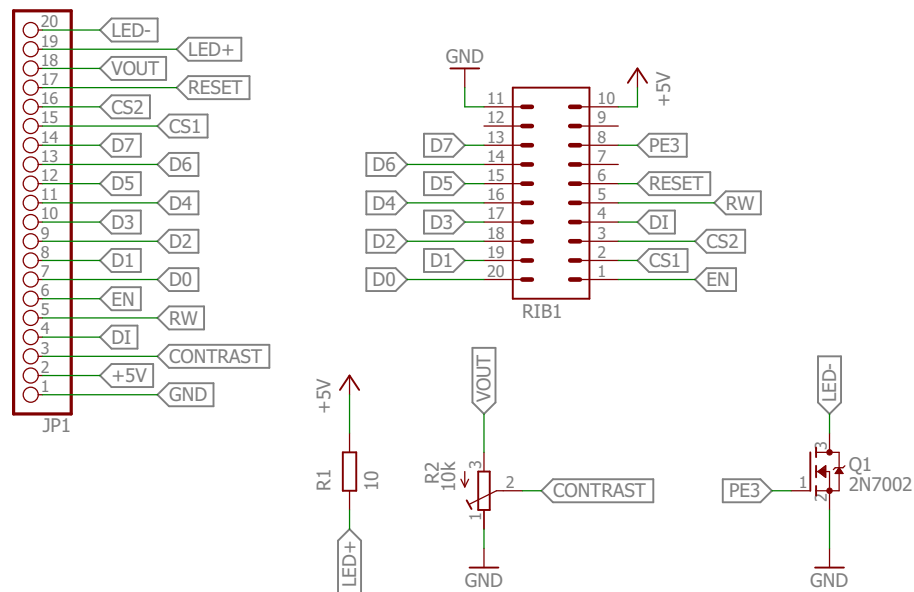 20 LED-
19 LED+
18 VOUT
17 RESET
16 CS2
15 CS1
14 D7
13 D6
12 D5
11 D4
10 D3
9 D2
8 D1
7 D0
6 EN
5 RW
4 DI
3 CONTRAST
2 +5V
1 GND
JP1
GND
+5V
11 10
12 9
D7 13 8 PE3
D6 14 7
D5 15 6 RESET
D4 16 5 RW
D3 17 4 DI
D2 18 3 CS2
D1 19 2 CS1
D0 20 1 EN
RIB1
+5V
R1
10
LED+
VOUT
R2
10k
3
2
1
CONTRAST
GND
LED-
3
Q1
2N7002
PE3
1
2
GND